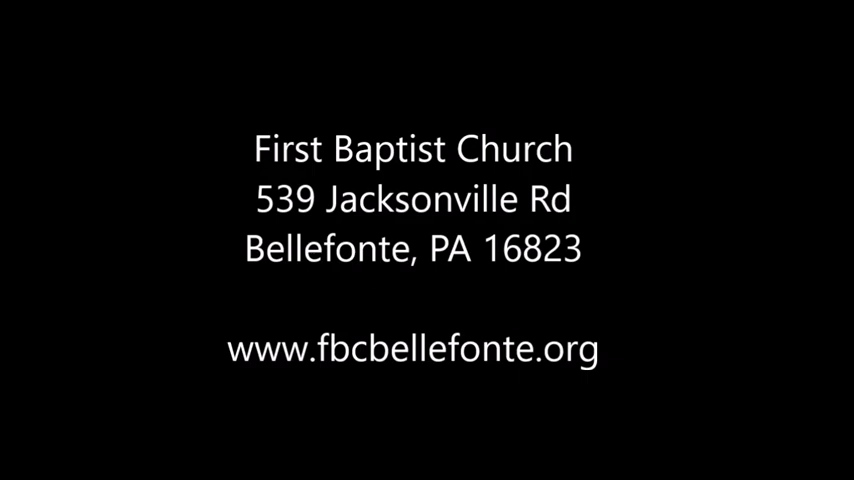 First Baptist Church
539 Jacksonville Rd
Bellefonte, PA 16823
www.fbcbellefonte.org